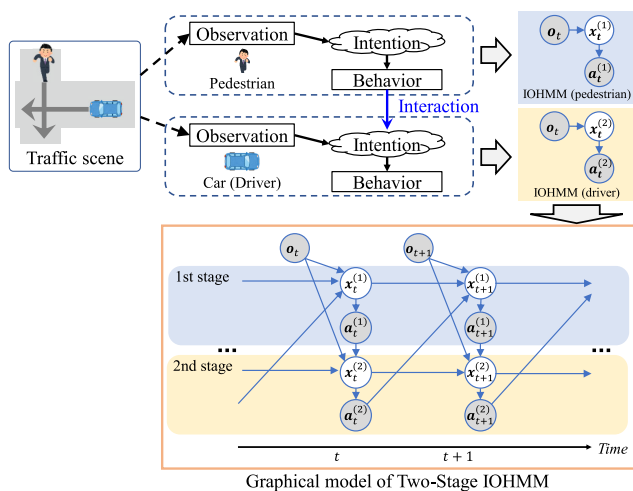 Traffic scene
Observation
Pedestrian
Intention
Behavior
Interaction
Observation
Car (Driver)
Intention
Behavior
o_t
x_t^(1)
a_t^(1)
IOHMM (pedestrian)
o_t
x_t^(2)
a_t^(2)
IOHMM (driver)
o_t
o_{t+1}
1st stage
x_t^(1)
x_{t+1}^(1)
a_t^(1)
a_{t+1}^(1)
...
...
2nd stage
x_t^(2)
x_{t+1}^(2)
a_t^(2)
a_{t+1}^(2)
Time
t
t + 1
Graphical model of Two-Stage IOHMM